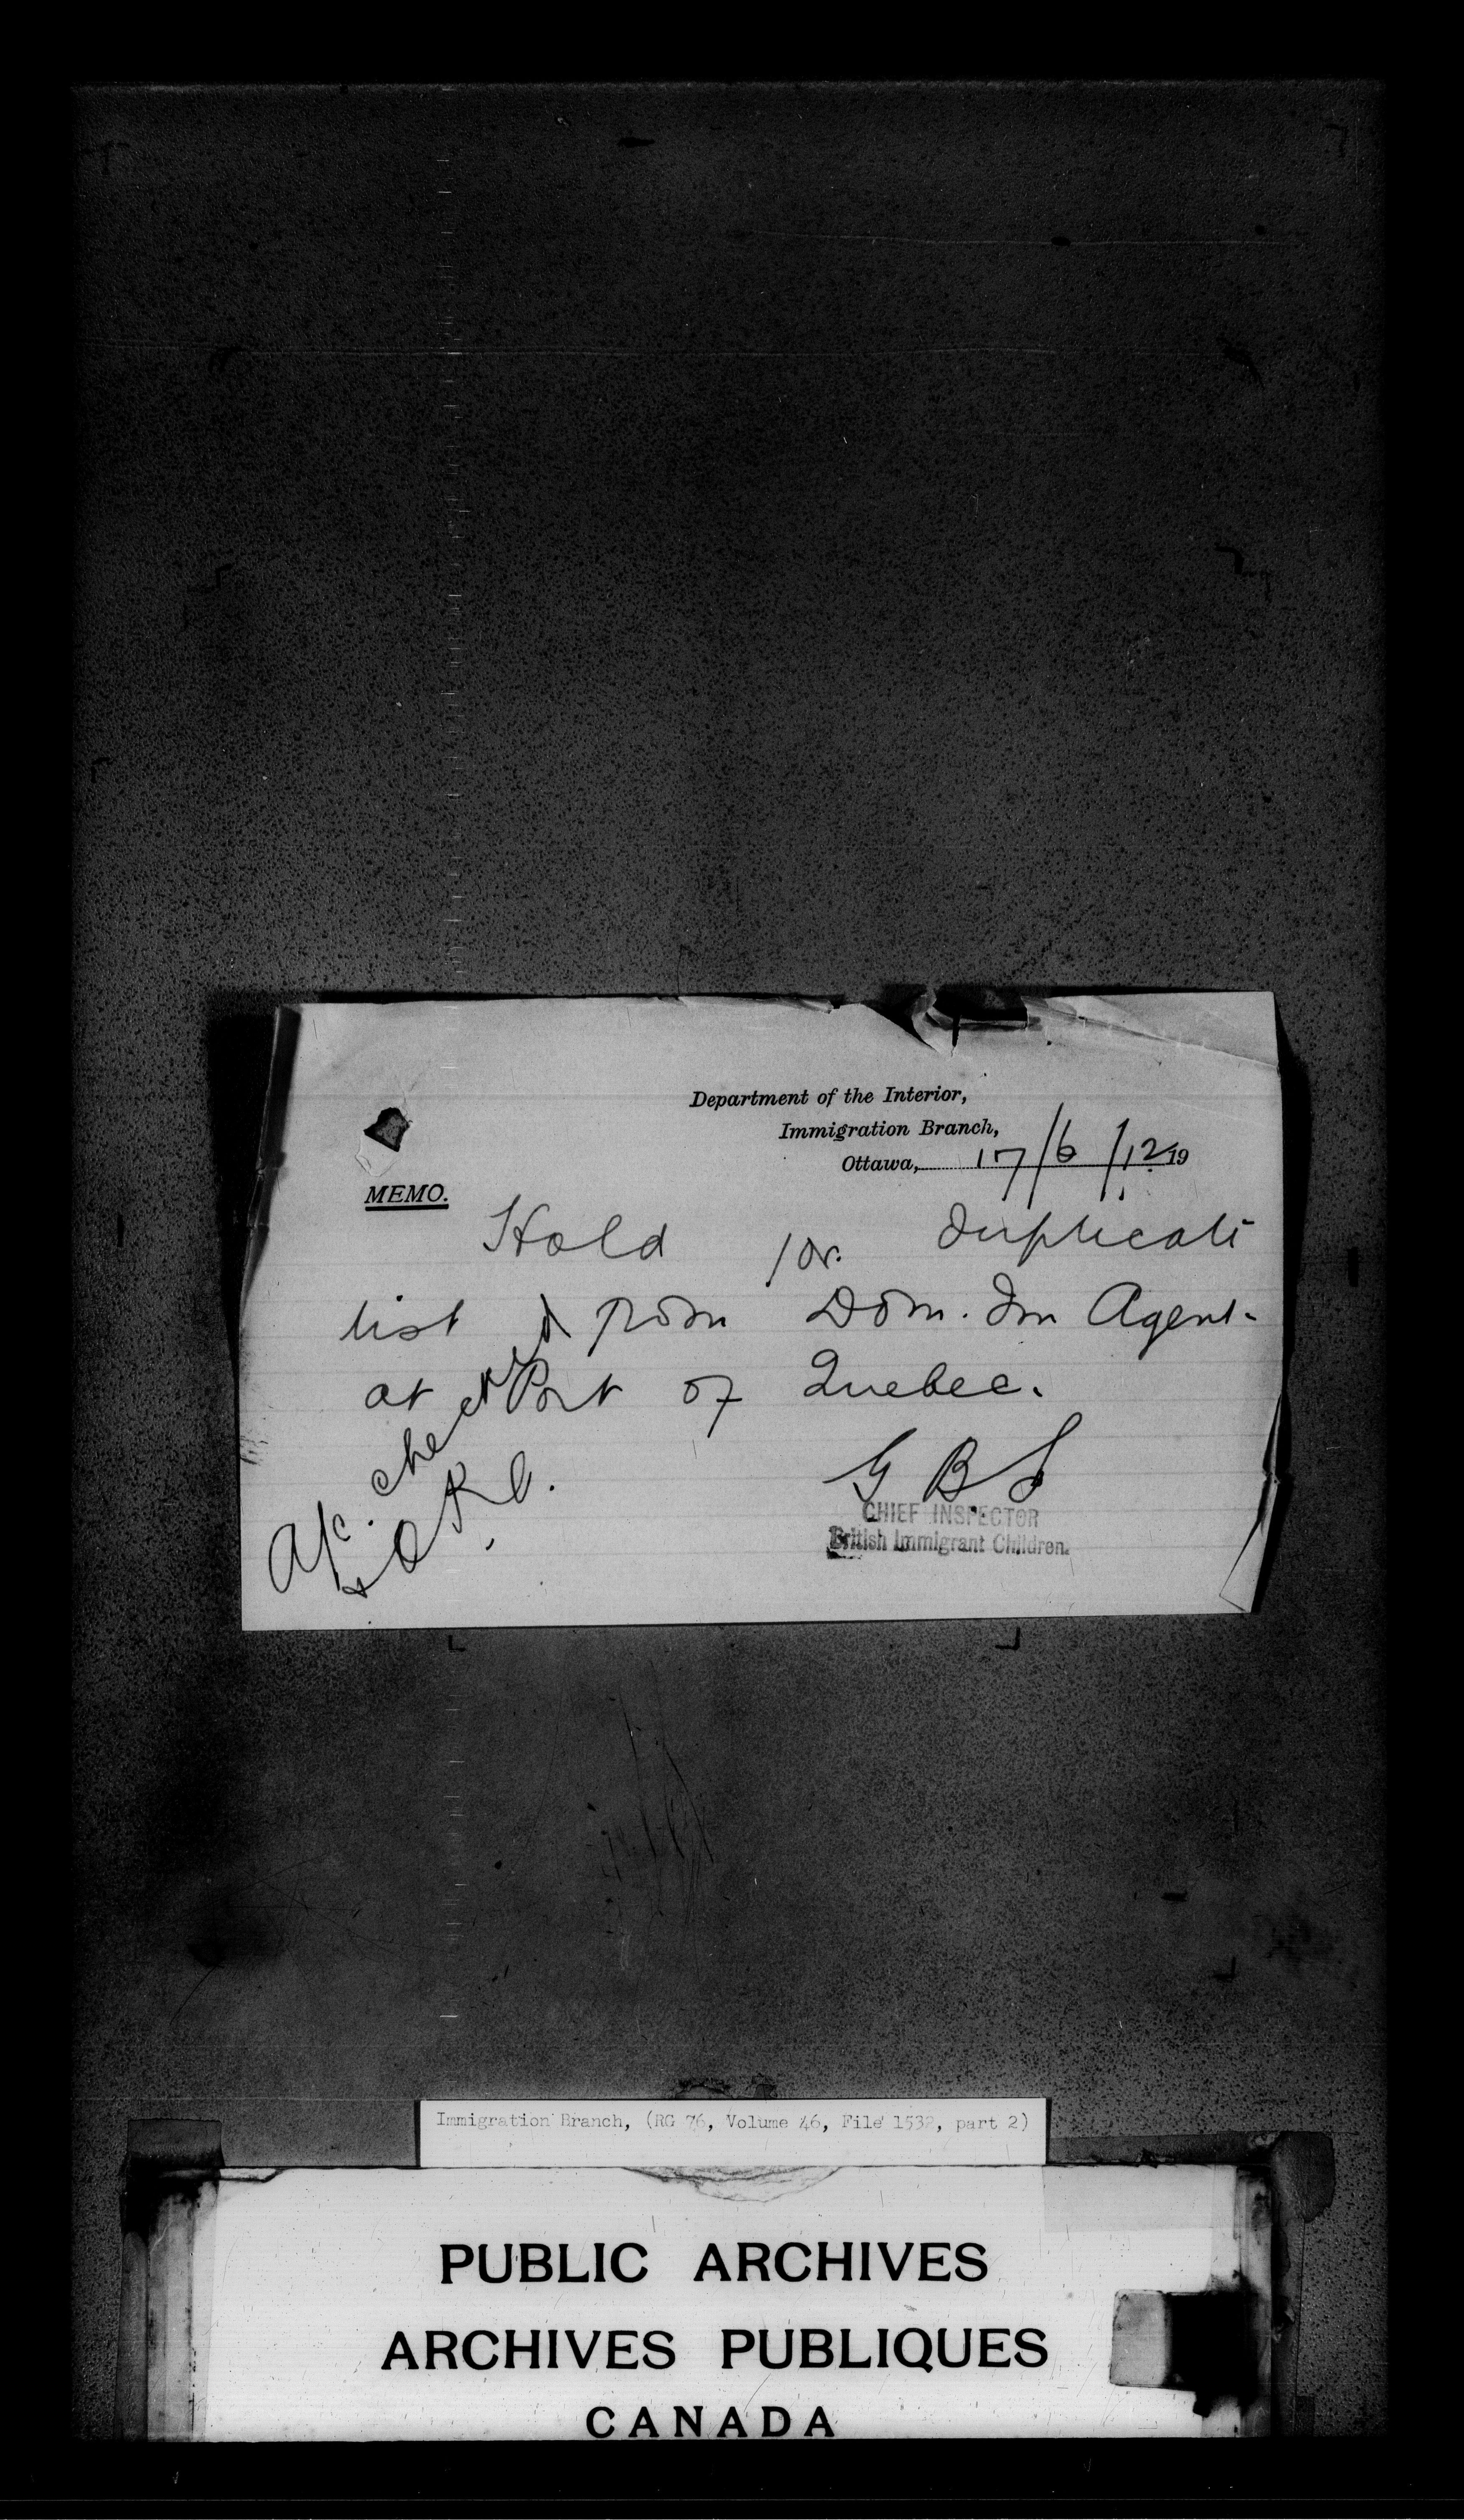 Department of the Interior,
Immigration Branch,
Ottawa, 17/6/12 19
MEMO.
Hold for duplicate
list from Dom. Im Agent-
at Port of Quebec.
G B S
CHIEF INSPECTOR
British Immigrant Children.
A/c. checked
Immigration Branch, (RG 76, Volume 46, File 1532, part 2)
PUBLIC ARCHIVES
ARCHIVES PUBLIQUES
CANADA